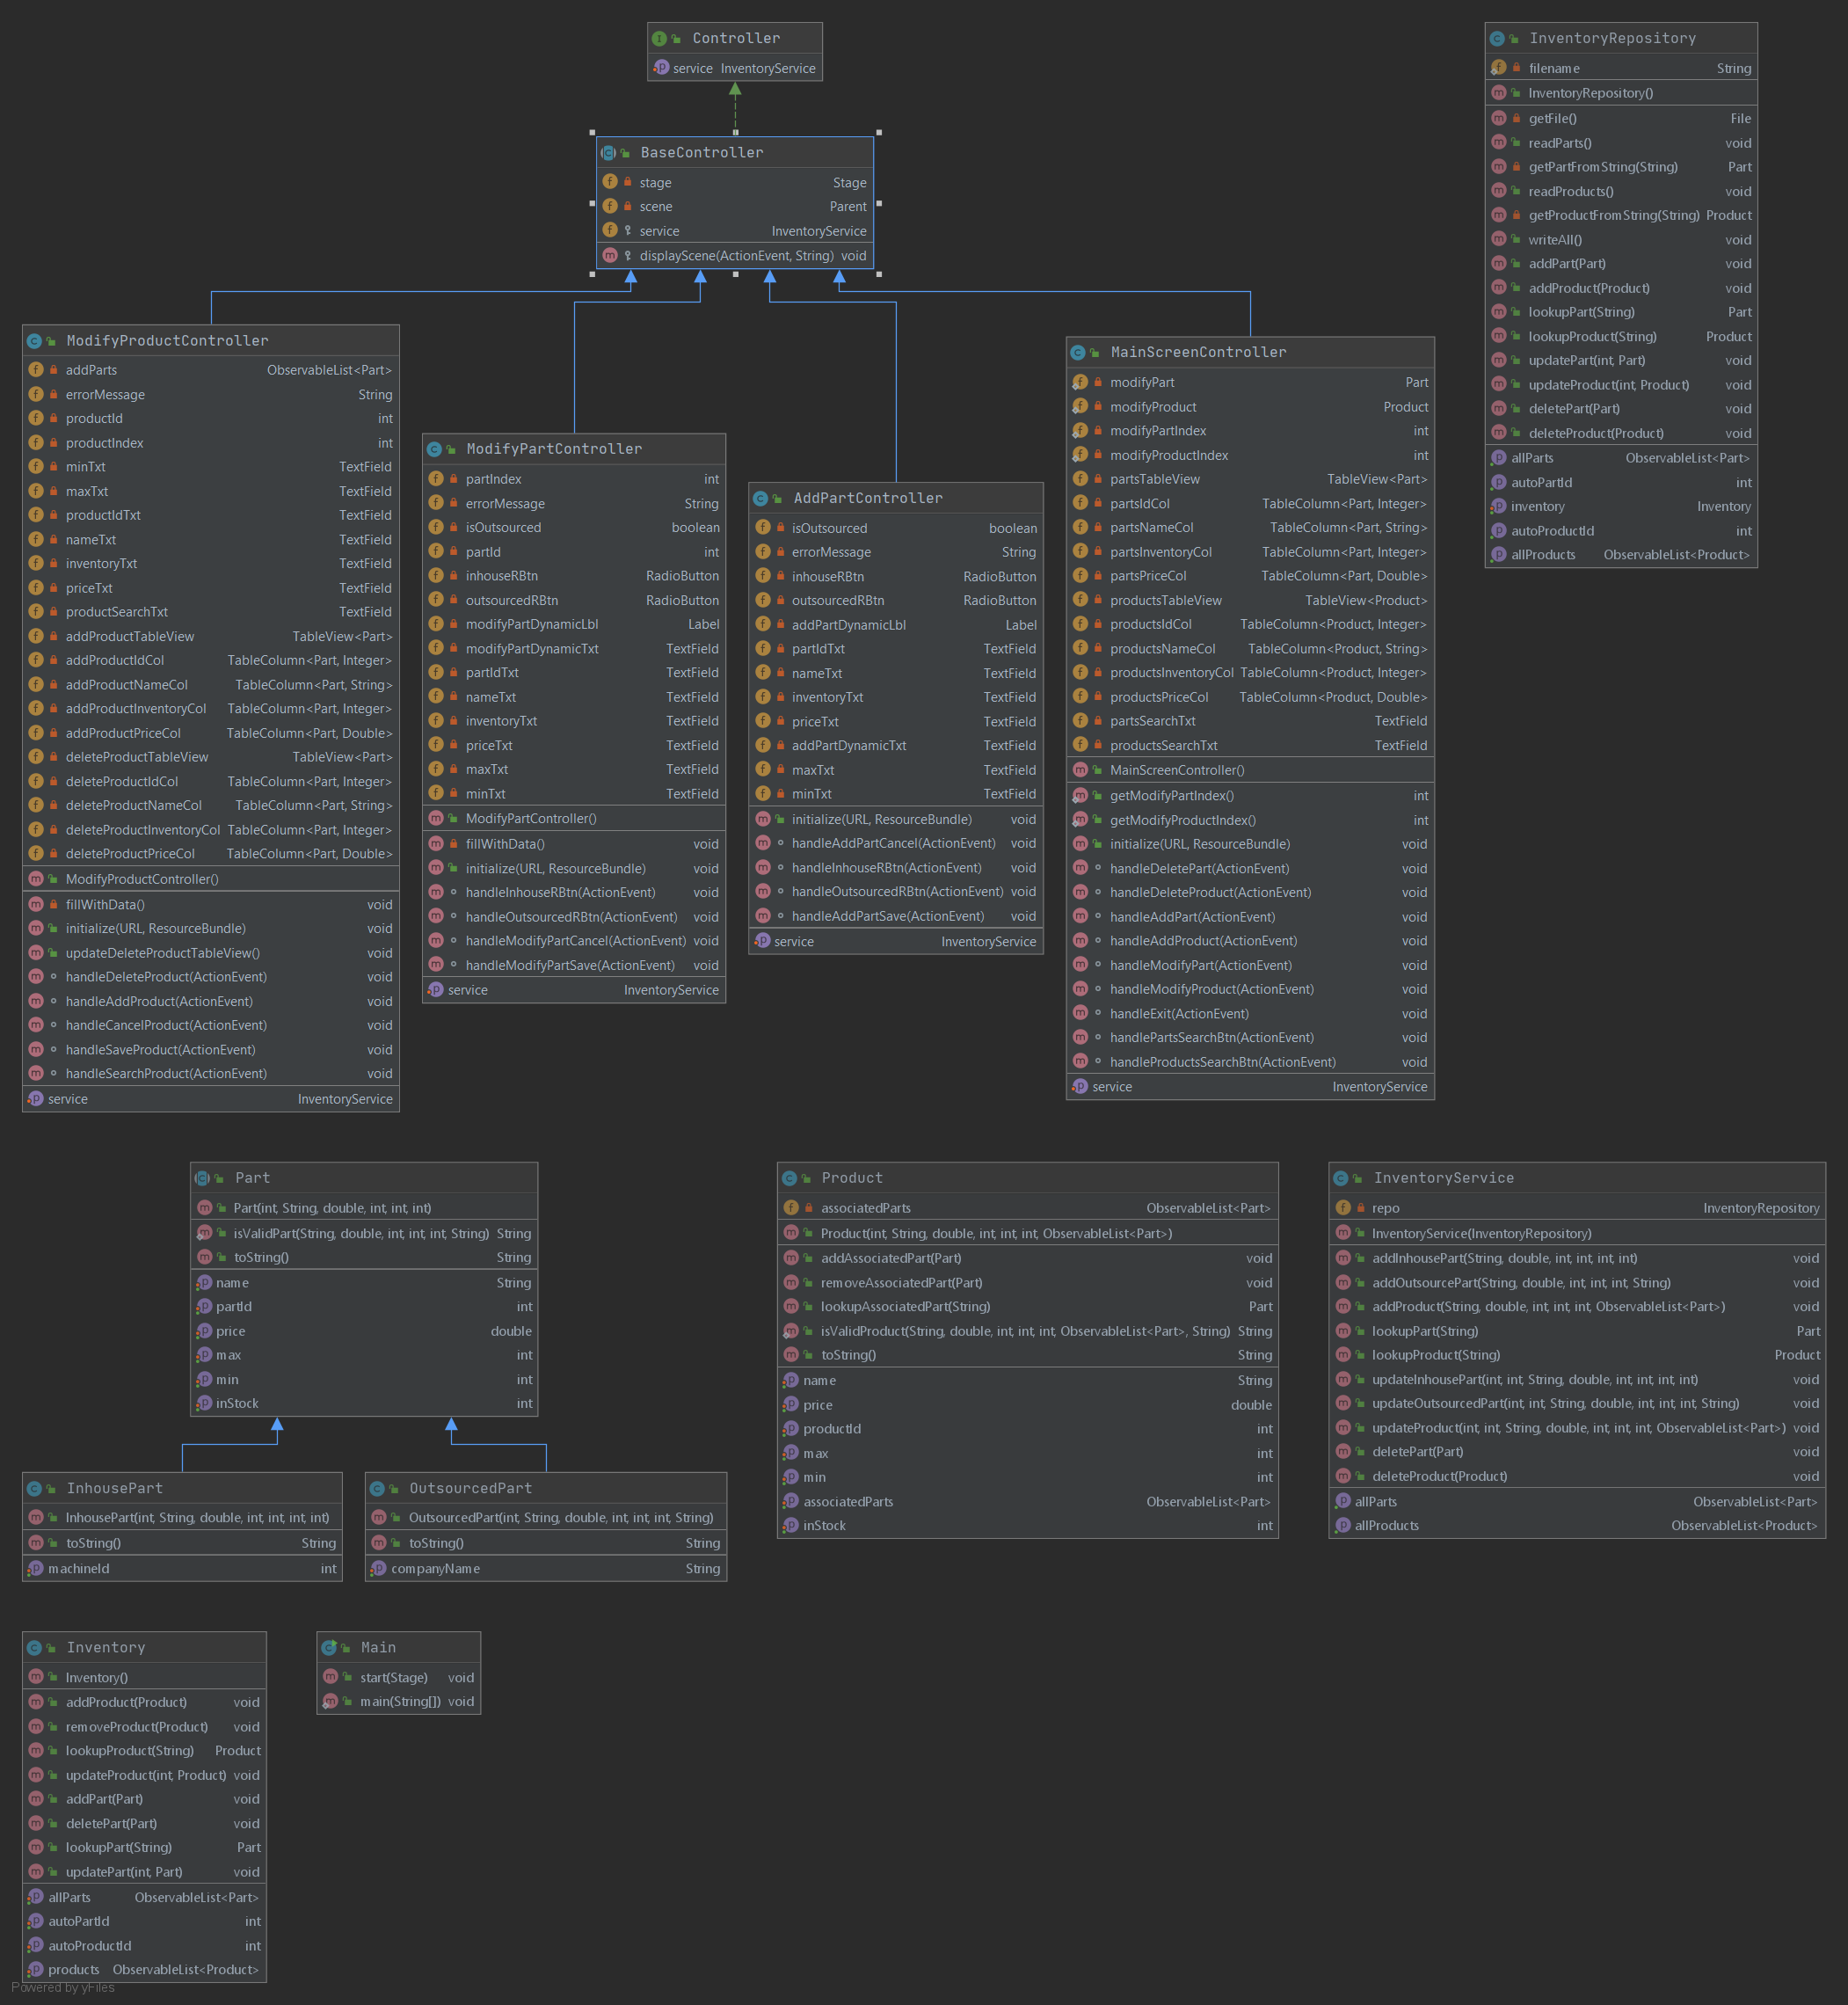 Controller
service InventoryService
BaseController
stage Stage
scene Parent
service InventoryService
displayScene(ActionEvent, String) void
InventoryRepository
filename String
InventoryRepository()
getFile() File
readParts() void
getPartFromString(String) Part
readProducts() void
getProductFromString(String) Product
writeAll() void
addPart(Part) void
addProduct(Product) void
lookupPart(String) Part
lookupProduct(String) Product
updatePart(int, Part) void
updateProduct(int, Product) void
deletePart(Part) void
deleteProduct(Product) void
allParts ObservableList<Part>
autoPartId int
inventory Inventory
autoProductId int
allProducts ObservableList<Product>
ModifyProductController
addParts ObservableList<Part>
errorMessage String
productId int
productIndex int
minTxt TextField
maxTxt TextField
productIdTxt TextField
nameTxt TextField
inventoryTxt TextField
priceTxt TextField
productSearchTxt TextField
addProductTableView TableView<Part>
addProductIdCol TableColumn<Part, Integer>
addProductNameCol TableColumn<Part, String>
addProductInventoryCol TableColumn<Part, Integer>
addProductPriceCol TableColumn<Part, Double>
deleteProductTableView TableView<Part>
deleteProductIdCol TableColumn<Part, Integer>
deleteProductNameCol TableColumn<Part, String>
deleteProductInventoryCol TableColumn<Part, Integer>
deleteProductPriceCol TableColumn<Part, Double>
ModifyProductController()
fillWithData() void
initialize(URL, ResourceBundle) void
updateDeleteProductTableView() void
handleDeleteProduct(ActionEvent) void
handleAddProduct(ActionEvent) void
handleCancelProduct(ActionEvent) void
handleSaveProduct(ActionEvent) void
handleSearchProduct(ActionEvent) void
service InventoryService
ModifyPartController
partIndex int
errorMessage String
isOutsourced boolean
partId int
inhouseRBtn RadioButton
outsourcedRBtn RadioButton
modifyPartDynamicLbl Label
modifyPartDynamicTxt TextField
partIdTxt TextField
nameTxt TextField
inventoryTxt TextField
priceTxt TextField
maxTxt TextField
minTxt TextField
ModifyPartController()
fillWithData() void
initialize(URL, ResourceBundle) void
handleInhouseRBtn(ActionEvent) void
handleOutsourcedRBtn(ActionEvent) void
handleModifyPartCancel(ActionEvent) void
handleModifyPartSave(ActionEvent) void
service InventoryService
AddPartController
isOutsourced boolean
errorMessage String
inhouseRBtn RadioButton
outsourcedRBtn RadioButton
addPartDynamicLbl Label
partIdTxt TextField
nameTxt TextField
inventoryTxt TextField
priceTxt TextField
addPartDynamicTxt TextField
maxTxt TextField
minTxt TextField
initialize(URL, ResourceBundle) void
handleAddPartCancel(ActionEvent) void
handleInhouseRBtn(ActionEvent) void
handleOutsourcedRBtn(ActionEvent) void
handleAddPartSave(ActionEvent) void
service InventoryService
MainScreenController
modifyPart Part
modifyProduct Product
modifyPartIndex int
modifyProductIndex int
partsTableView TableView<Part>
partsIdCol TableColumn<Part, Integer>
partsNameCol TableColumn<Part, String>
partsInventoryCol TableColumn<Part, Integer>
partsPriceCol TableColumn<Part, Double>
productsTableView TableView<Product>
productsIdCol TableColumn<Product, Integer>
productsNameCol TableColumn<Product, String>
productsInventoryCol TableColumn<Product, Integer>
productsPriceCol TableColumn<Product, Double>
partsSearchTxt TextField
productsSearchTxt TextField
MainScreenController()
getModifyPartIndex() int
getModifyProductIndex() int
initialize(URL, ResourceBundle) void
handleDeletePart(ActionEvent) void
handleDeleteProduct(ActionEvent) void
handleAddPart(ActionEvent) void
handleAddProduct(ActionEvent) void
handleModifyPart(ActionEvent) void
handleModifyProduct(ActionEvent) void
handleExit(ActionEvent) void
handlePartsSearchBtn(ActionEvent) void
handleProductsSearchBtn(ActionEvent) void
service InventoryService
Part
Part(int, String, double, int, int, int)
isValidPart(String, double, int, int, int, String) String
toString() String
name String
partId int
price double
max int
min int
inStock int
Product
associatedParts ObservableList<Part>
Product(int, String, double, int, int, int, ObservableList<Part>)
addAssociatedPart(Part) void
removeAssociatedPart(Part) void
lookupAssociatedPart(String) Part
isValidProduct(String, double, int, int, int, ObservableList<Part>, String) String
toString() String
name String
price double
productId int
max int
min int
associatedParts ObservableList<Part>
inStock int
InventoryService
repo InventoryRepository
InventoryService(InventoryRepository)
addInhousePart(String, double, int, int, int, int) void
addOutsourcePart(String, double, int, int, int, String) void
addProduct(String, double, int, int, int, ObservableList<Part>) void
lookupPart(String) Part
lookupProduct(String) Product
updateInhousePart(int, int, String, double, int, int, int, int) void
updateOutsourcedPart(int, int, String, double, int, int, int, String) void
updateProduct(int, int, String, double, int, int, int, ObservableList<Part>) void
deletePart(Part) void
deleteProduct(Product) void
allParts ObservableList<Part>
allProducts ObservableList<Product>
InhousePart
InhousePart(int, String, double, int, int, int, int)
toString() String
machineId int
OutsourcedPart
OutsourcedPart(int, String, double, int, int, int, String)
toString() String
companyName String
Inventory
Inventory()
addProduct(Product) void
removeProduct(Product) void
lookupProduct(String) Product
updateProduct(int, Product) void
addPart(Part) void
deletePart(Part) void
lookupPart(String) Part
updatePart(int, Part) void
allParts ObservableList<Part>
autoPartId int
autoProductId int
products ObservableList<Product>
Main
start(Stage) void
main(String[]) void
Powered by yFiles